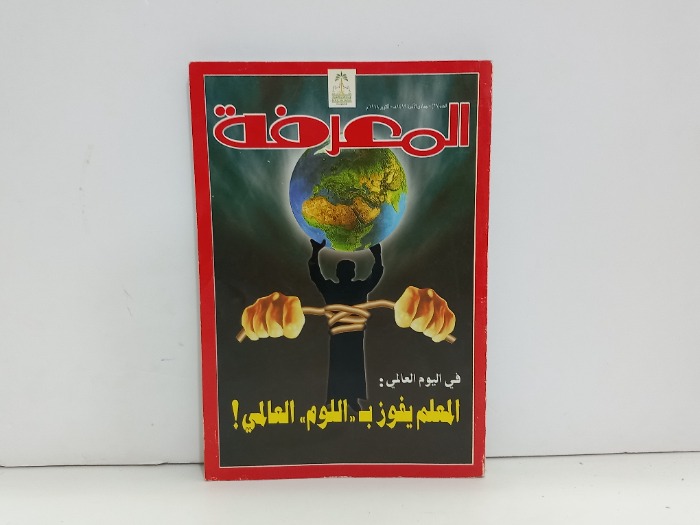 المعرفة
في اليوم العالمي :
المعلم يفوز بـ «اللوم» العالمي !